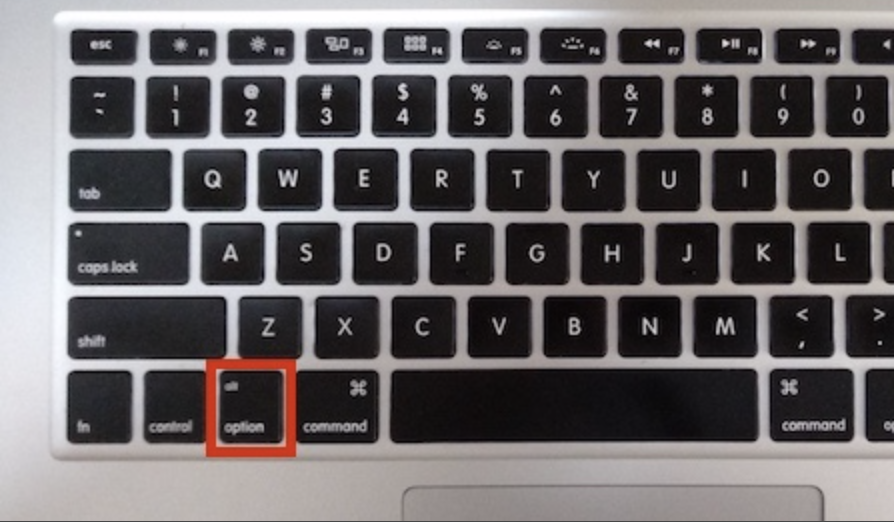 esc F1 F2 F3 F4 F5 F6 F7 F8 F9
~ ! @ # $ % ^ & * ( )
` 1 2 3 4 5 6 7 8 9 0
tab Q W E R T Y U I O
caps lock A S D F G H J K L
shift Z X C V B N M < >
, .
alt ⌘ ⌘
fn control option command command op